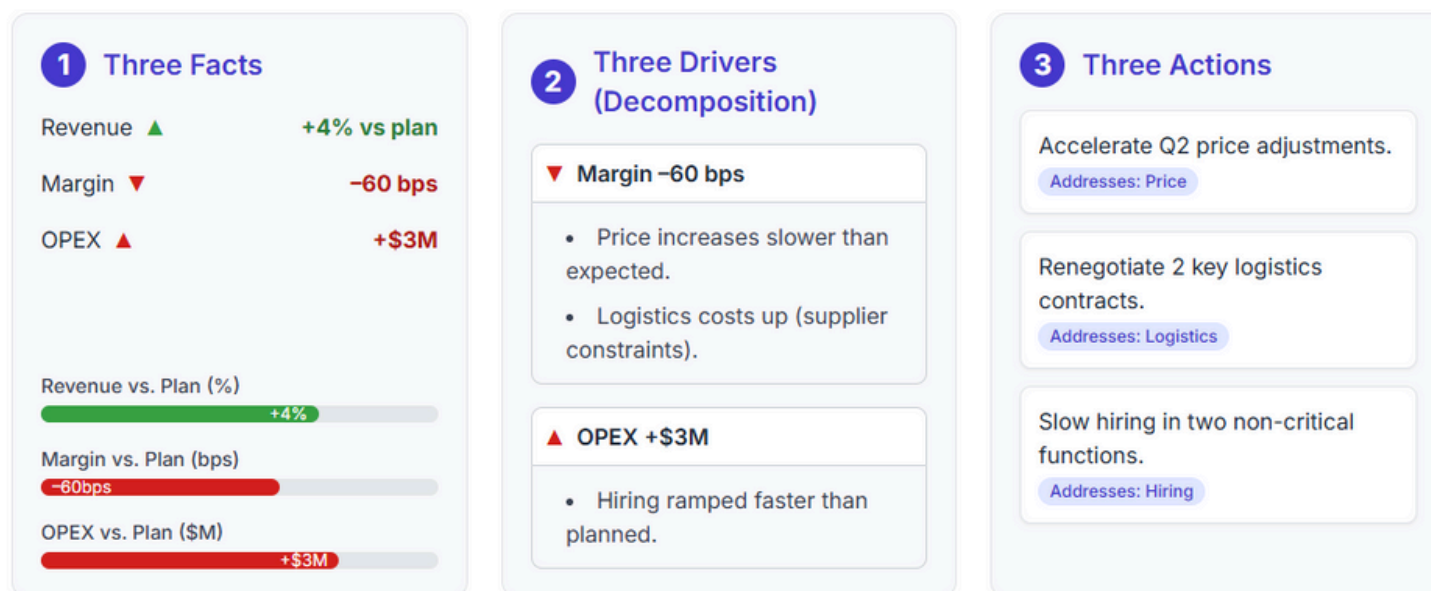 1 Three Facts
Revenue ▲ +4% vs plan
Margin ▼ −60 bps
OPEX ▲ +$3M
Revenue vs. Plan (%)
+4%
Margin vs. Plan (bps)
−60bps
OPEX vs. Plan ($M)
+$3M
2 Three Drivers
(Decomposition)
▼ Margin −60 bps
• Price increases slower than
expected.
• Logistics costs up (supplier
constraints).
▲ OPEX +$3M
• Hiring ramped faster than
planned.
3 Three Actions
Accelerate Q2 price adjustments.
Addresses: Price
Renegotiate 2 key logistics
contracts.
Addresses: Logistics
Slow hiring in two non-critical
functions.
Addresses: Hiring